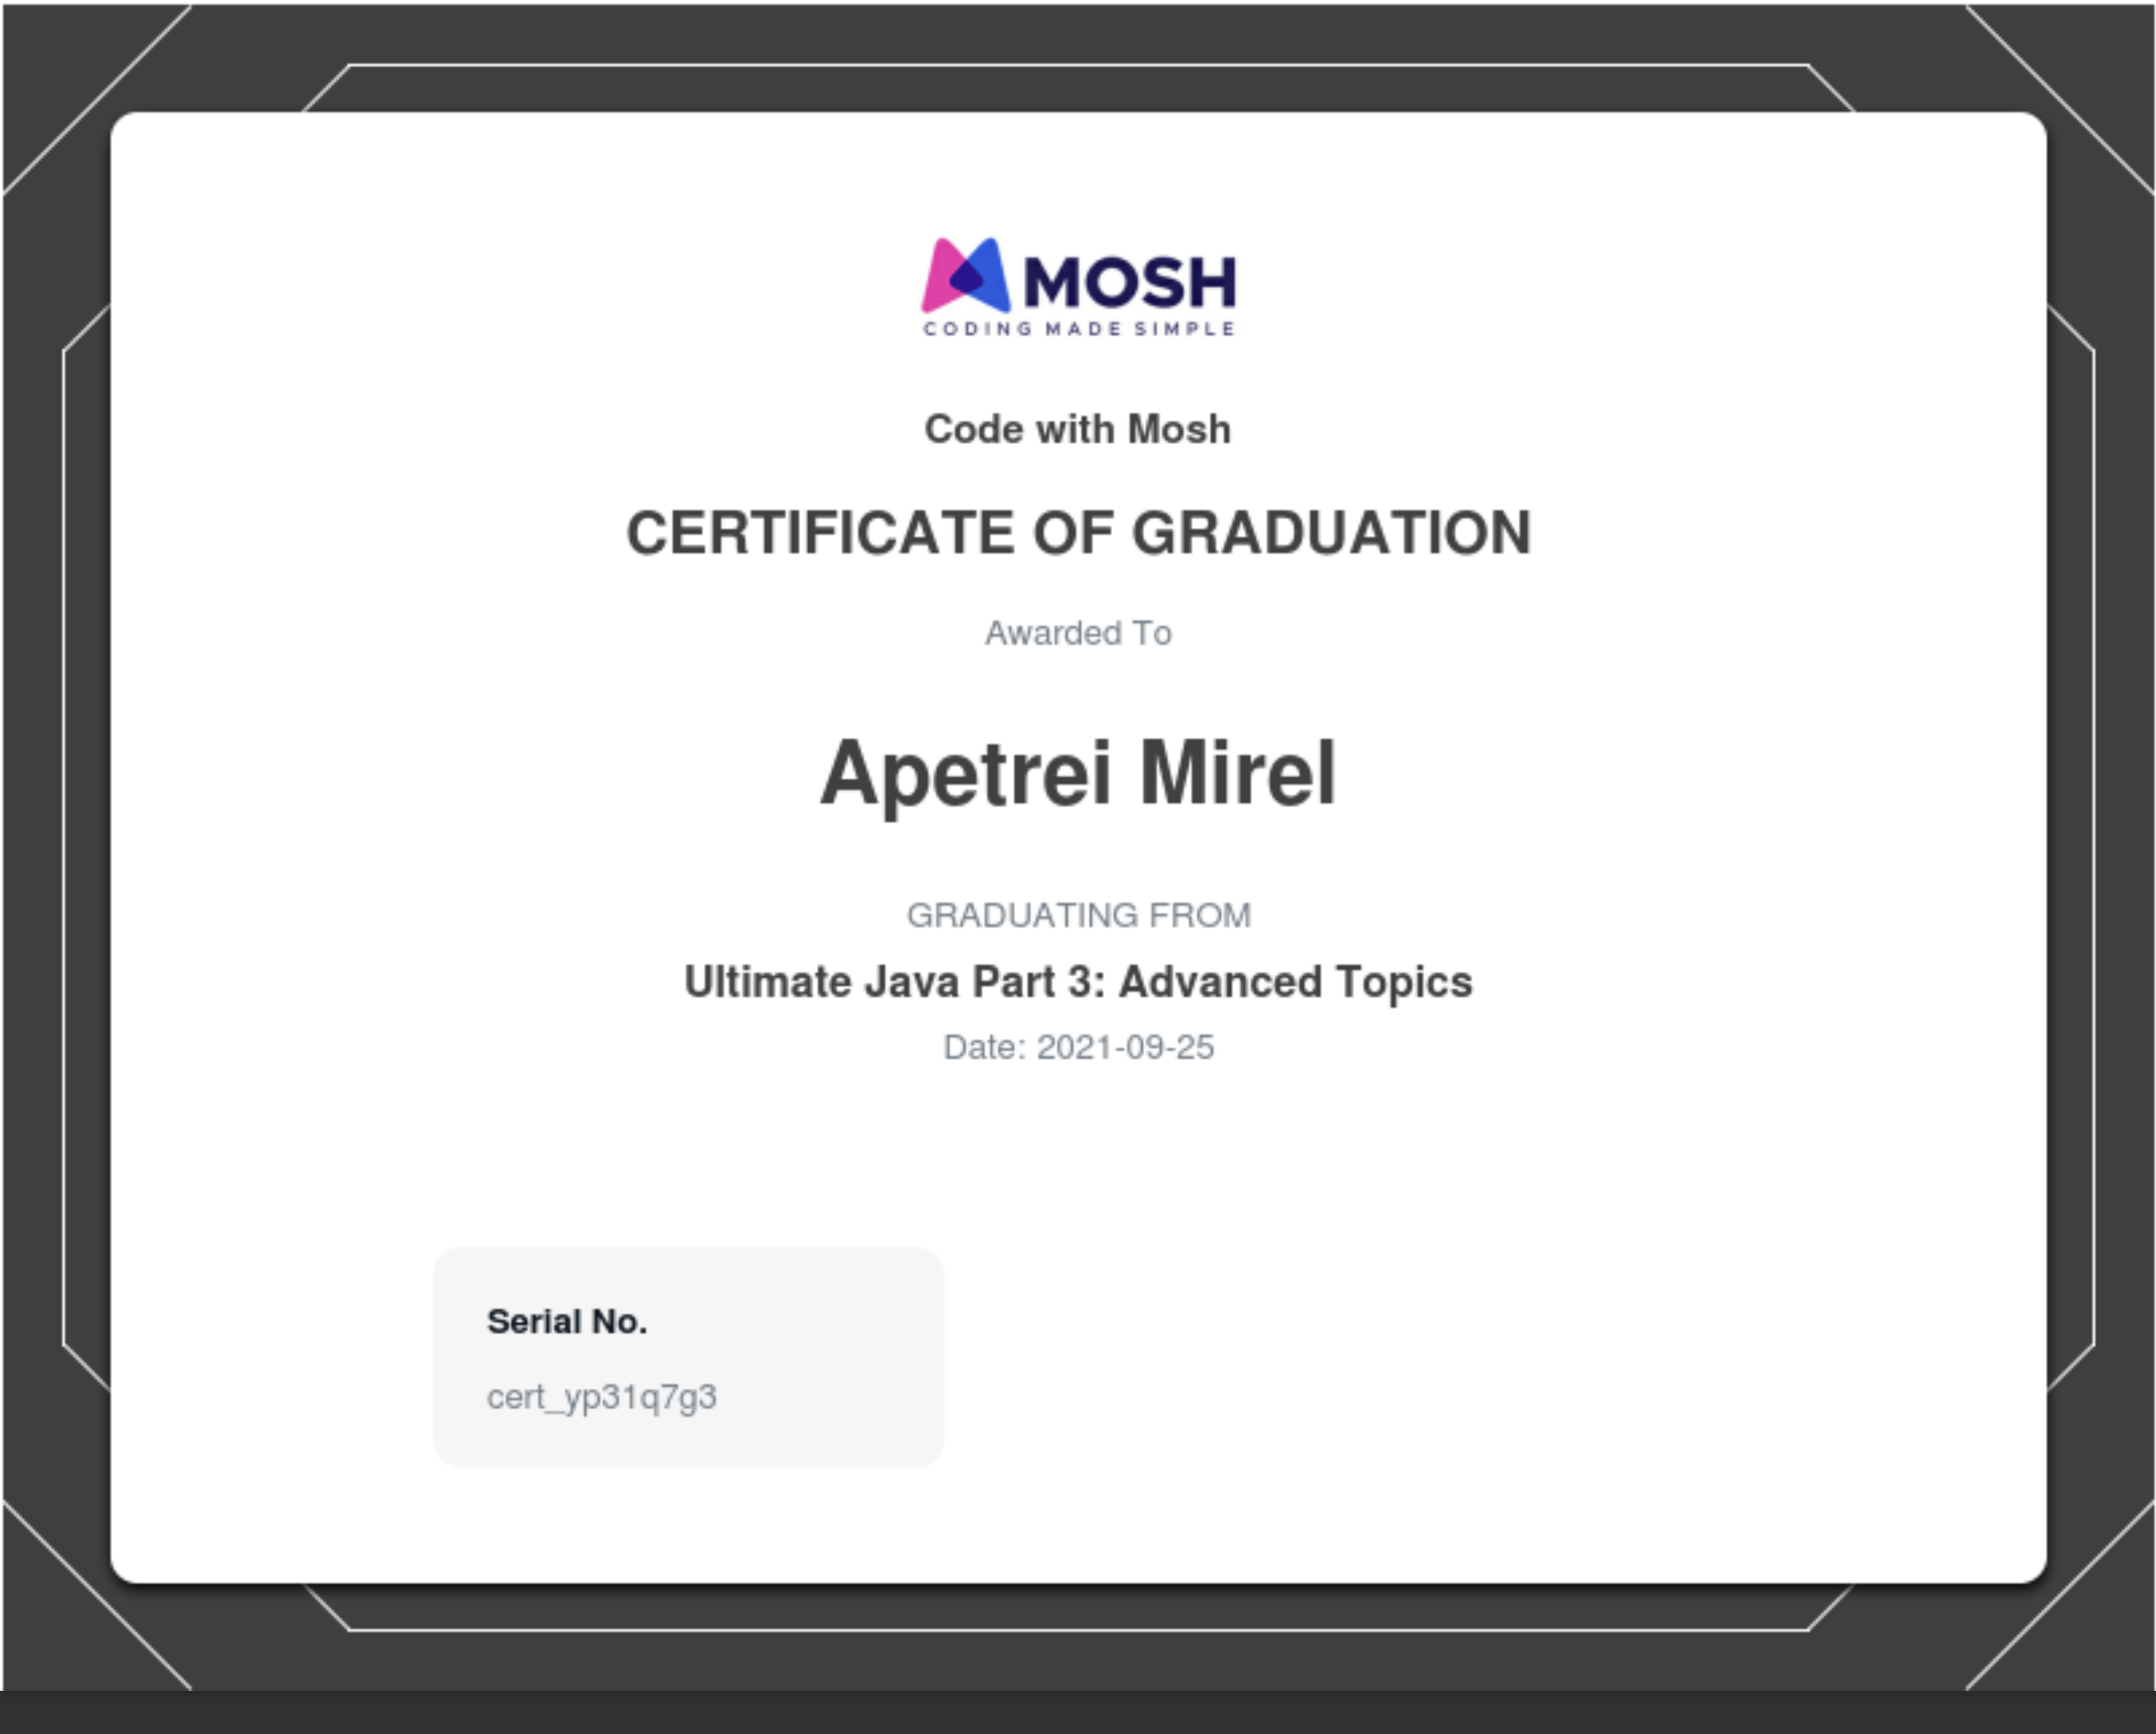 MOSH
CODING MADE SIMPLE
Code with Mosh
CERTIFICATE OF GRADUATION
Awarded To
Apetrei Mirel
GRADUATING FROM
Ultimate Java Part 3: Advanced Topics
Date: 2021-09-25
Serial No.
cert_yp31q7g3